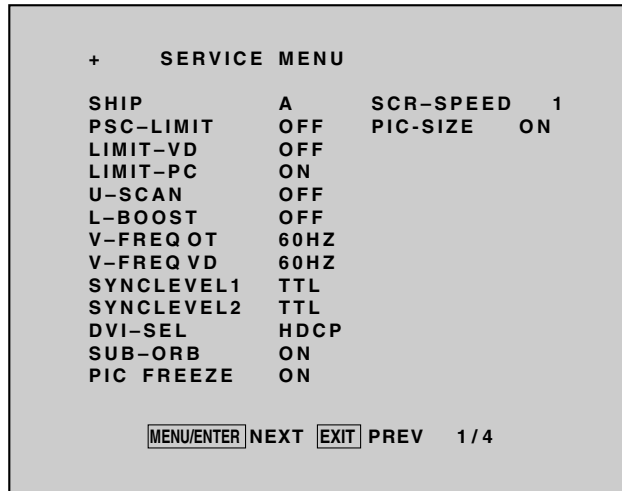 + SERVICE MENU
SHIP A SCR–SPEED 1
PSC–LIMIT OFF PIC-SIZE ON
LIMIT–VD OFF
LIMIT–PC ON
U–SCAN OFF
L–BOOST OFF
V–FREQ OT 60HZ
V–FREQ VD 60HZ
SYNCLEVEL1 TTL
SYNCLEVEL2 TTL
DVI–SEL HDCP
SUB–ORB ON
PIC FREEZE ON
MENU/ENTER NEXT EXIT PREV 1/4